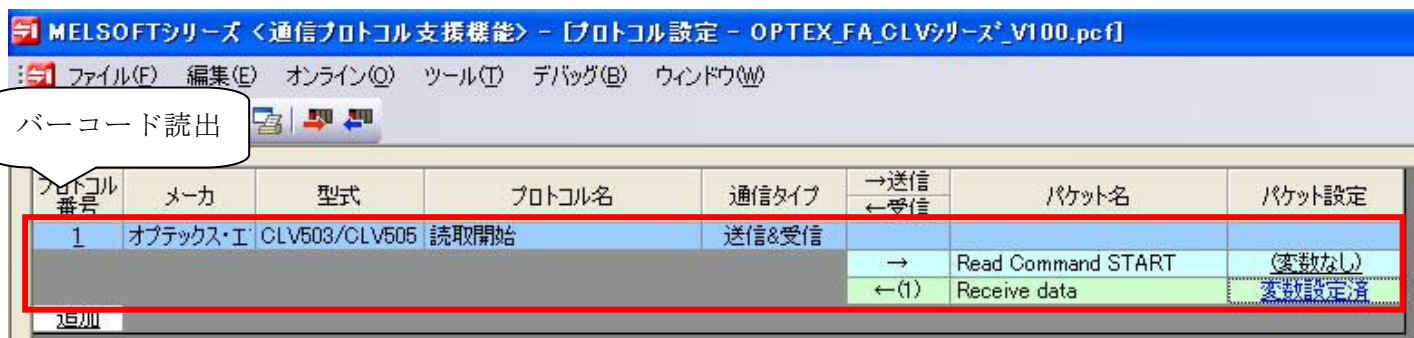 MELSOFTシリーズ <通信プロトコル支援機能> - [プロトコル設定 - OPTEX_FA_CLVシリーズ_V100.pcf]
ファイル(F) 編集(E) オンライン(O) ツール(T) デバッグ(B) ウィンドウ(W)
バーコード読出
プロトコル番号 メーカ 型式 プロトコル名 通信タイプ →送信 ←受信 パケット名 パケット設定
1 オプテックス・エ CLV503/CLV505 読取開始 送信&受信
→ Read Command START (変数なし)
←(1) Receive data 変数設定済
追加